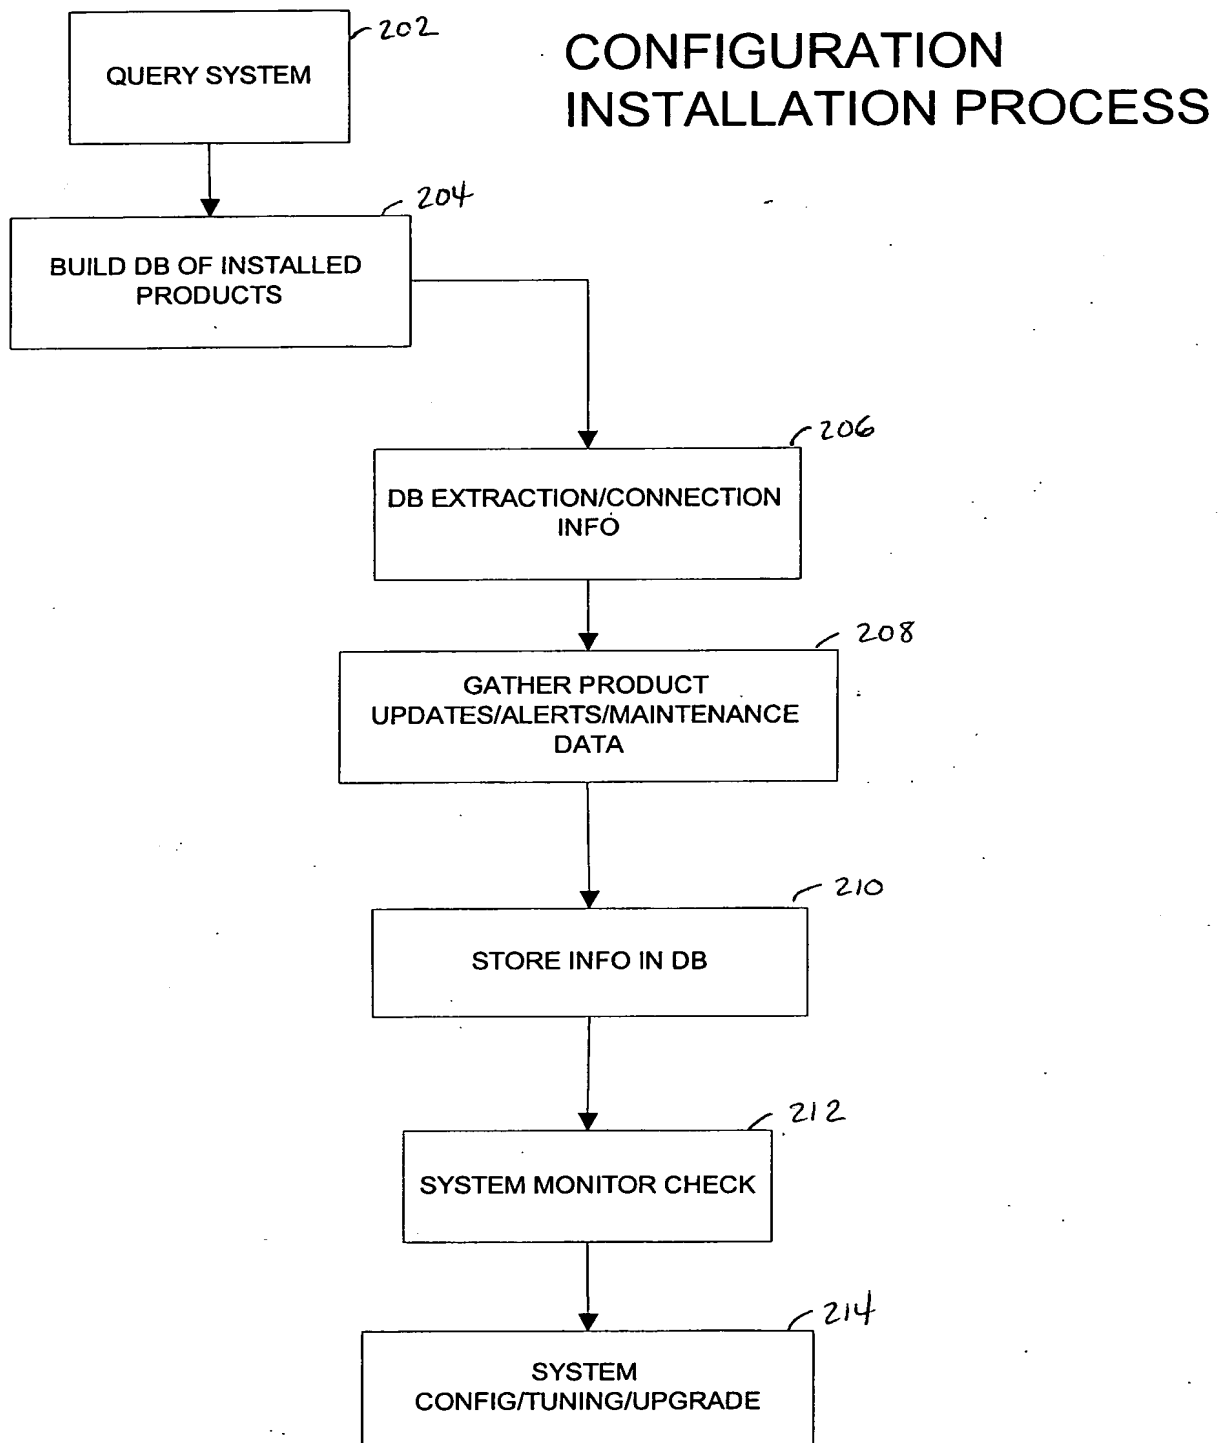 CONFIGURATION
INSTALLATION PROCESS
202
QUERY SYSTEM
204
BUILD DB OF INSTALLED
PRODUCTS
206
DB EXTRACTION/CONNECTION
INFO
208
GATHER PRODUCT
UPDATES/ALERTS/MAINTENANCE
DATA
210
STORE INFO IN DB
212
SYSTEM MONITOR CHECK
214
SYSTEM
CONFIG/TUNING/UPGRADE